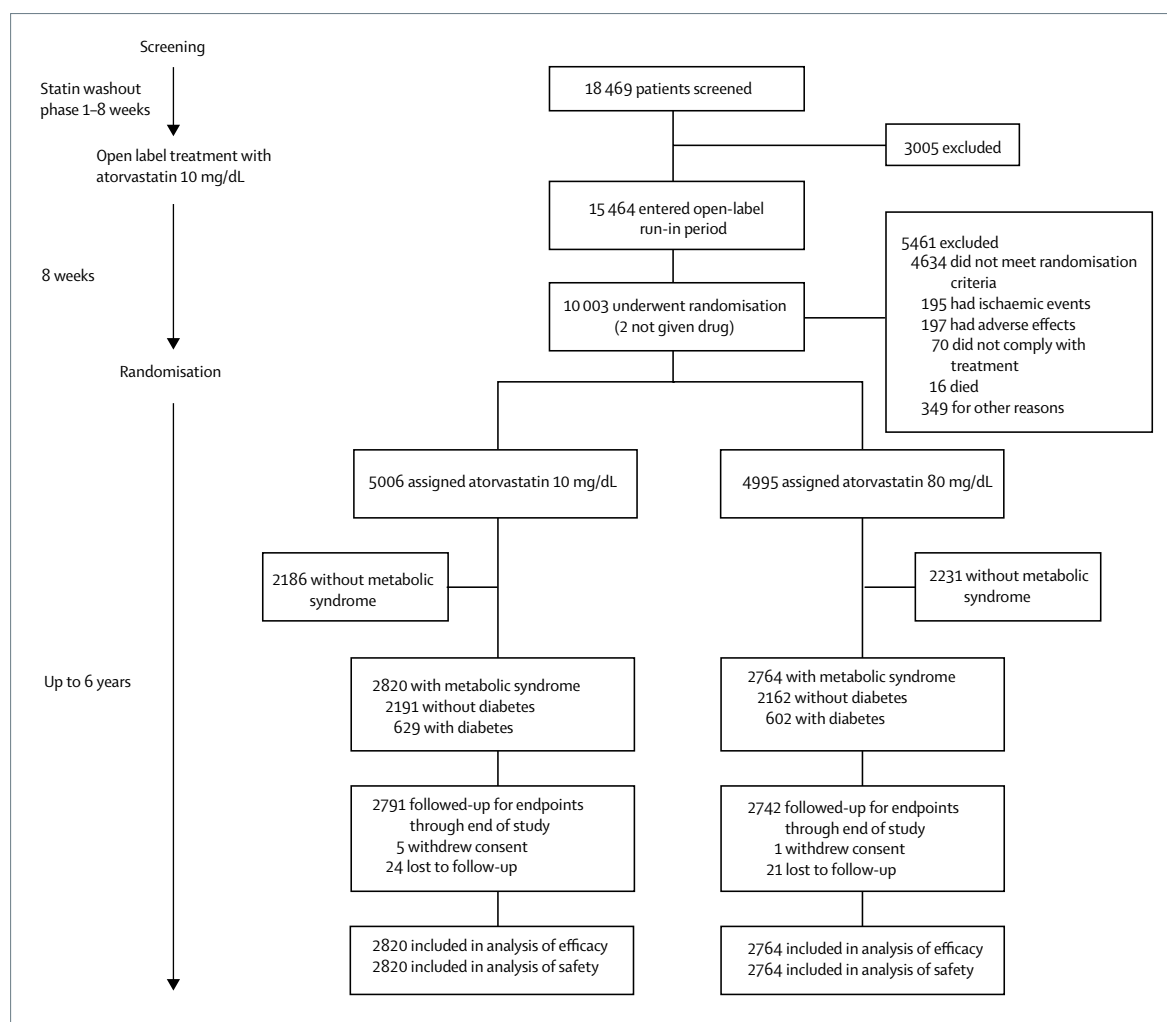 Screening
Statin washout
phase 1–8 weeks
Open label treatment with
atorvastatin 10 mg/dL
8 weeks
Randomisation
Up to 6 years
18 469 patients screened
3005 excluded
15 464 entered open-label
run-in period
5461 excluded
4634 did not meet randomisation
criteria
195 had ischaemic events
197 had adverse effects
70 did not comply with
treatment
16 died
349 for other reasons
10 003 underwent randomisation
(2 not given drug)
5006 assigned atorvastatin 10 mg/dL
4995 assigned atorvastatin 80 mg/dL
2186 without metabolic
syndrome
2231 without metabolic
syndrome
2820 with metabolic syndrome
2191 without diabetes
629 with diabetes
2764 with metabolic syndrome
2162 without diabetes
602 with diabetes
2791 followed-up for endpoints
through end of study
5 withdrew consent
24 lost to follow-up
2742 followed-up for endpoints
through end of study
1 withdrew consent
21 lost to follow-up
2820 included in analysis of efficacy
2820 included in analysis of safety
2764 included in analysis of efficacy
2764 included in analysis of safety